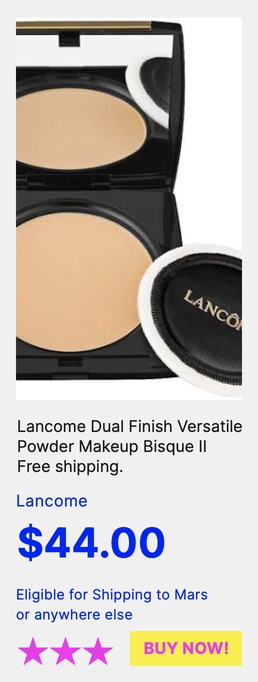 LANCÔ
Lancome Dual Finish Versatile
Powder Makeup Bisque II
Free shipping.
Lancome
$44.00
Eligible for Shipping to Mars
or anywhere else
BUY NOW!